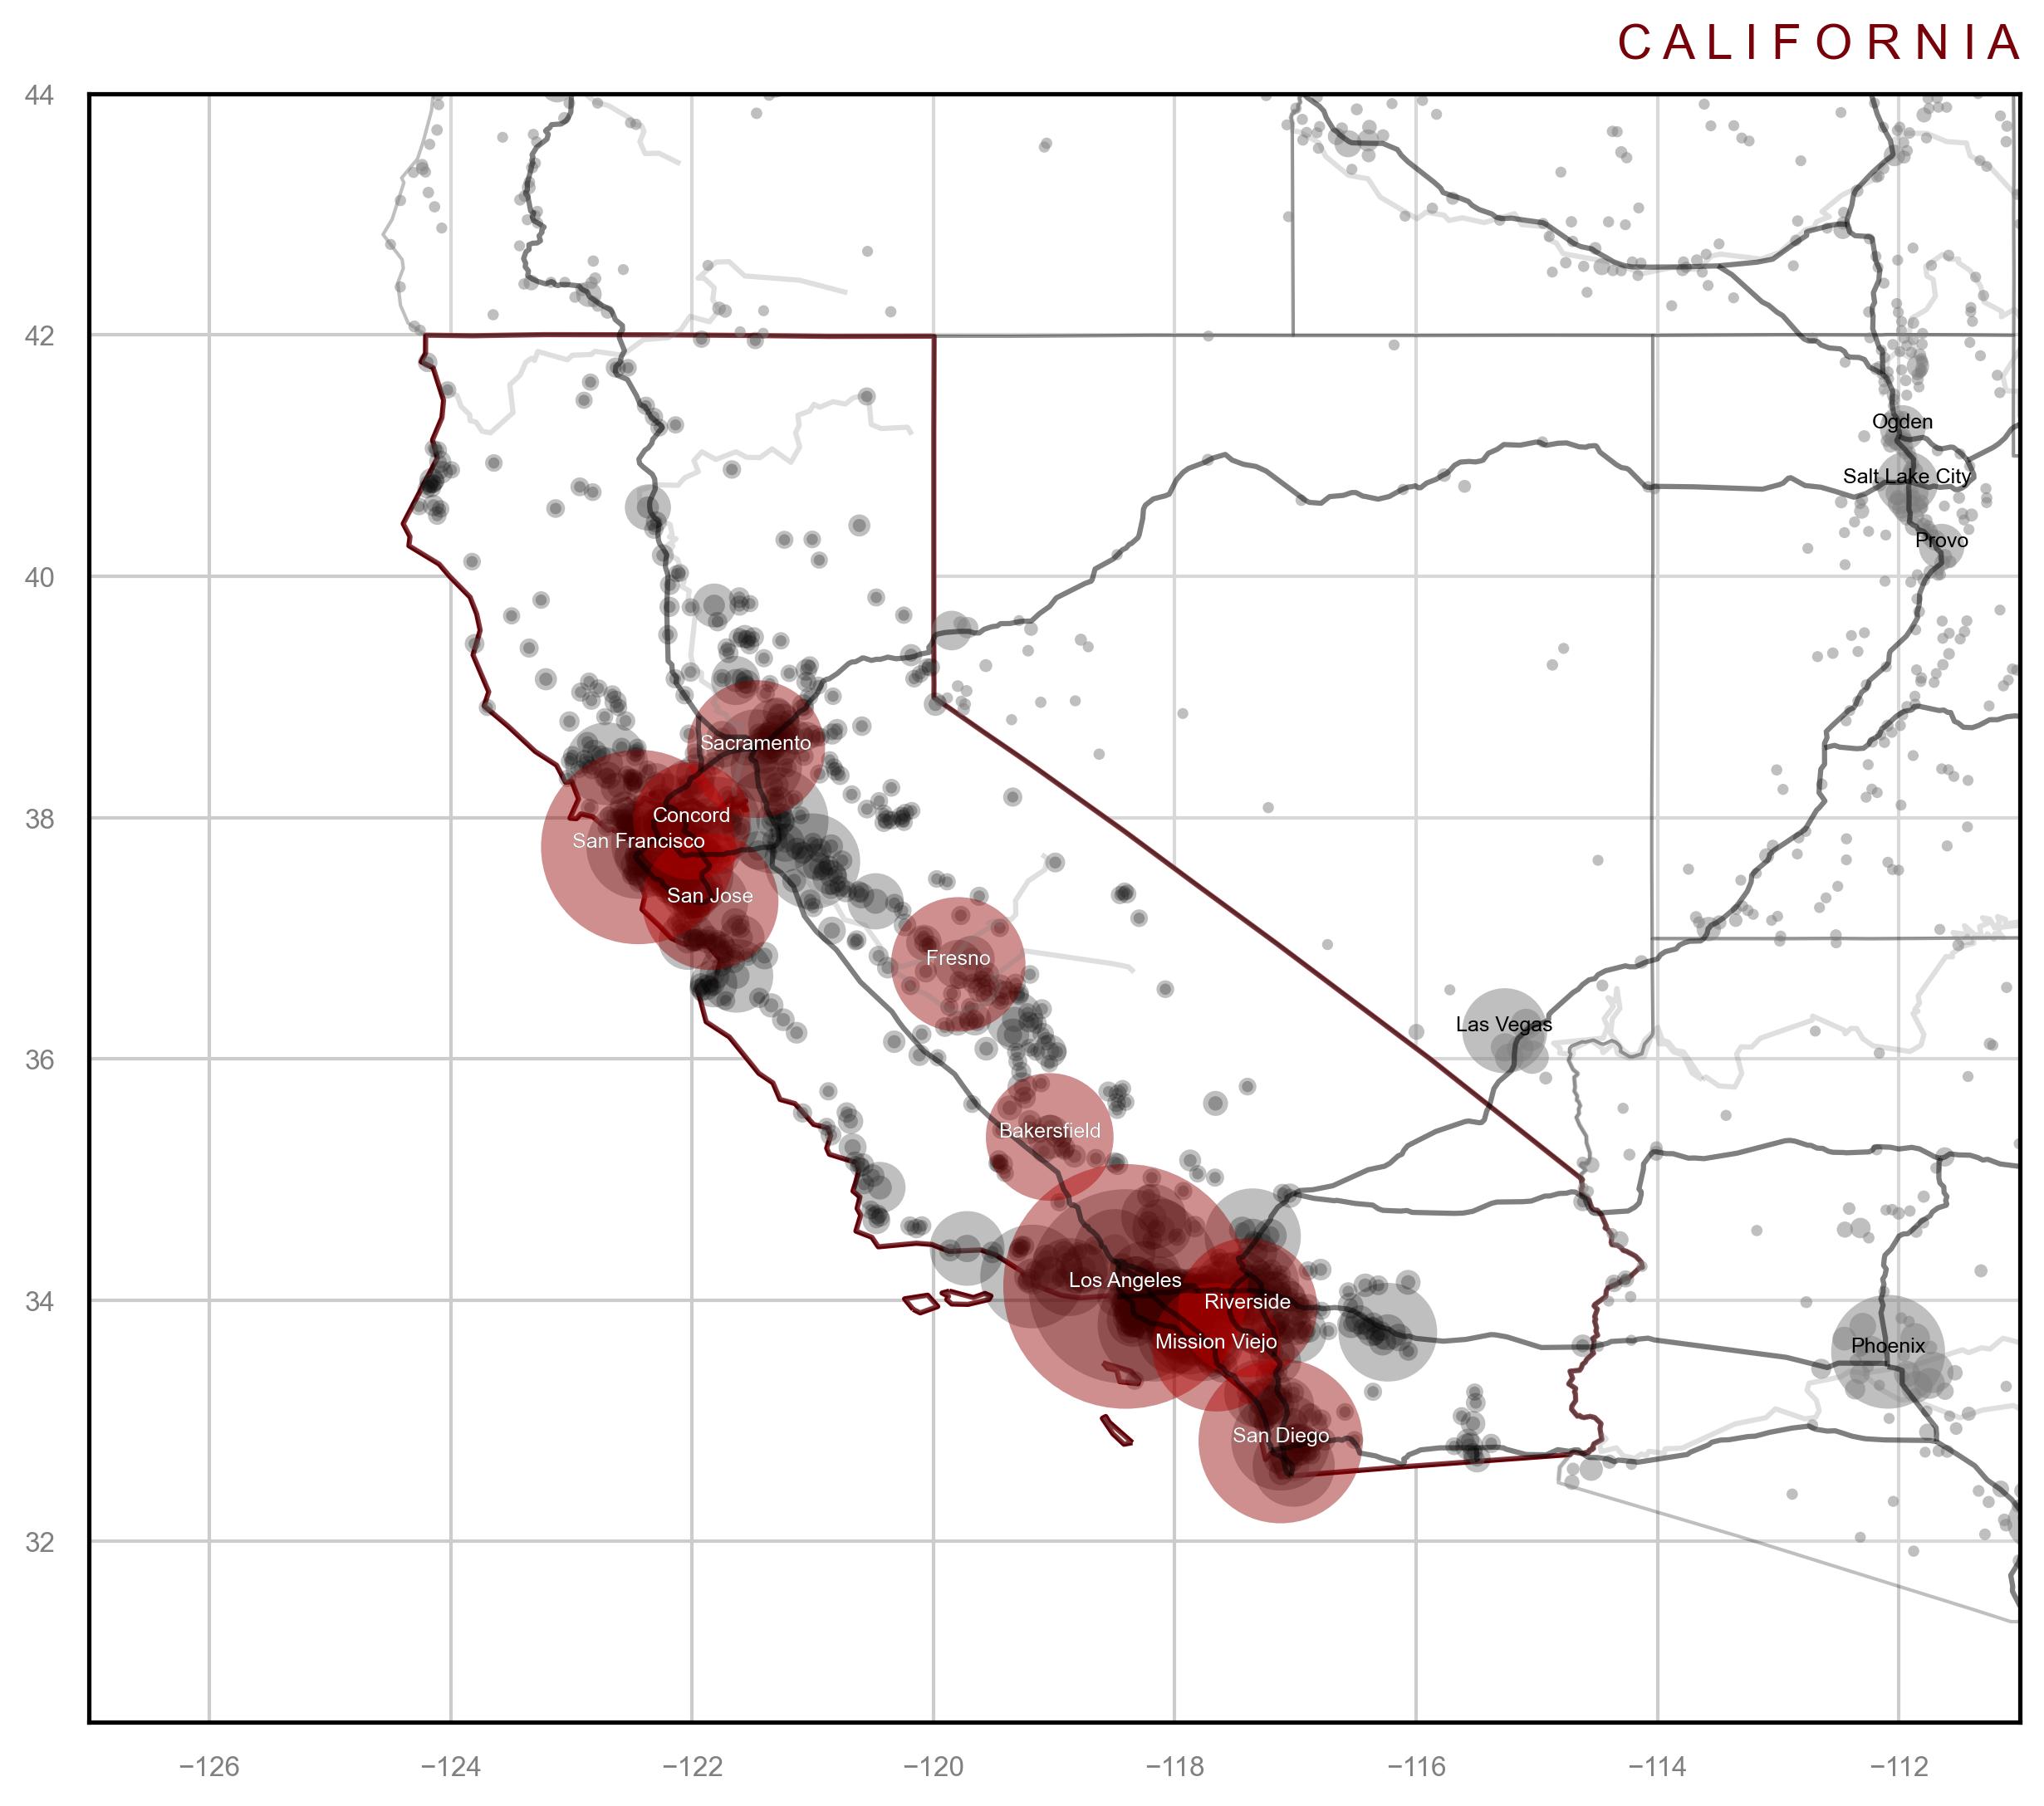 CALIFORNIA
44
42
Ogden
Salt Lake City
Provo
40
Sacramento
38
Concord
San Francisco
San Jose
Fresno
Las Vegas
36
Bakersfield
Los Angeles
34
Riverside
Mission Viejo
Phoenix
San Diego
32
−126
−124
−122
−120
−118
−116
−114
−112